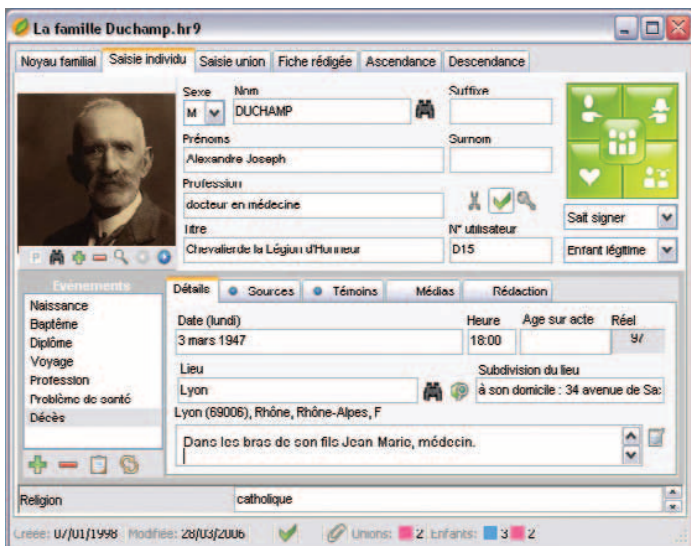 La famille Duchamp.hr9
Noyau familial Saisie individu Saisie union Fiche rédigée Ascendance Descendance
Sexe Nom Suffixe
M DUCHAMP
Prénoms Surnom
Alexandre Joseph
Profession
docteur en médecine
Sait signer
Titre N° utilisateur
Chevalierde la Légion d'Honneur D15 Enfant légitime
P
Evénements
Naissance
Baptême
Diplôme
Voyage
Profession
Problème de santé
Décès
Détails Sources Témoins Médias Rédaction
Date (lundi) Heure Age sur acte Réel
3 mars 1947 18:00 97
Lieu Subdivision du lieu
Lyon à son domicile : 34 avenue de Sa
Lyon (69006), Rhône, Rhône-Alpes, F
Dans les bras de son fils Jean Marie, médecin.
Religion catholique
Créée: 07/01/1998 Modifiée: 28/03/2006 Unions: 2 Enfants: 3 2